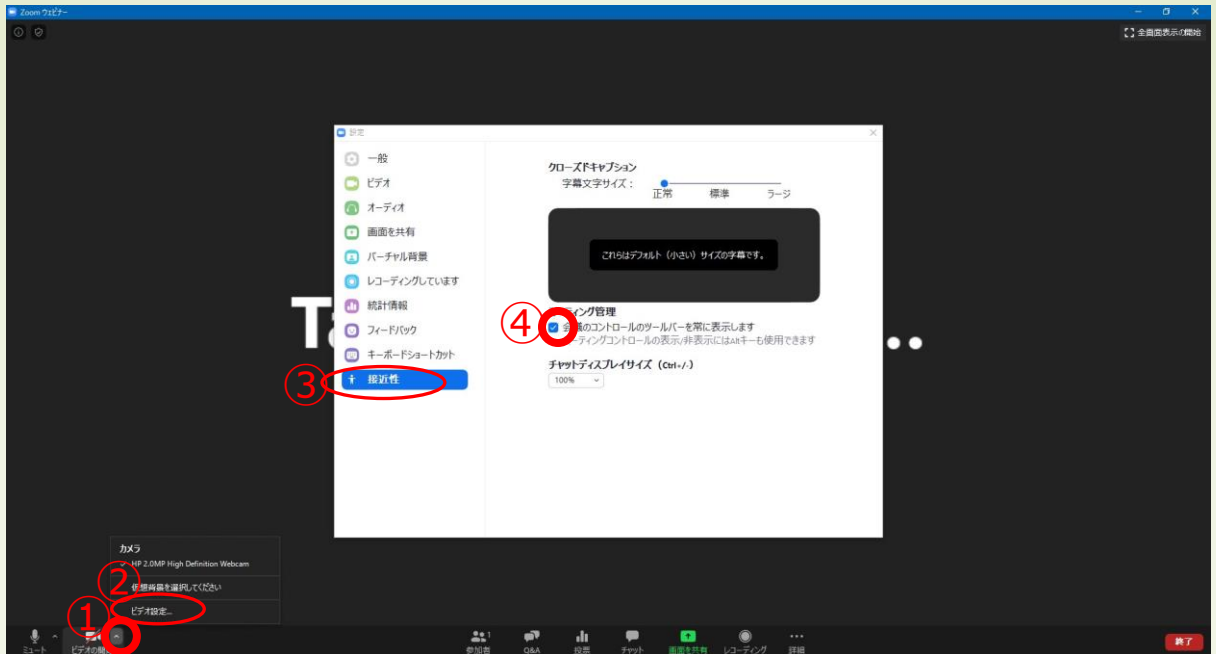 Zoom ウェビナー
全画面表示の開始
設定
一般
ビデオ
オーディオ
画面を共有
バーチャル背景
レコーディングしています
統計情報
フィードバック
キーボードショートカット
③
接近性
クローズドキャプション
字幕文字サイズ：
正常 標準 ラージ
これらはデフォルト（小さい）サイズの字幕です。
ィング管理
④
議のコントロールのツールバーを常に表示します
ーティングコントロールの表示/非表示にはAltキーも使用できます
チャットディスプレイサイズ（Ctrl+/-）
100%
T
...
カメラ
HP 2.0MP High Definition Webcam
②
仮想背景を選択してください
ビデオ設定...
①
ミュート
ビデオの開
1
参加者
Q&A
投票
チャット
画面を共有
レコーディング
詳細
終了